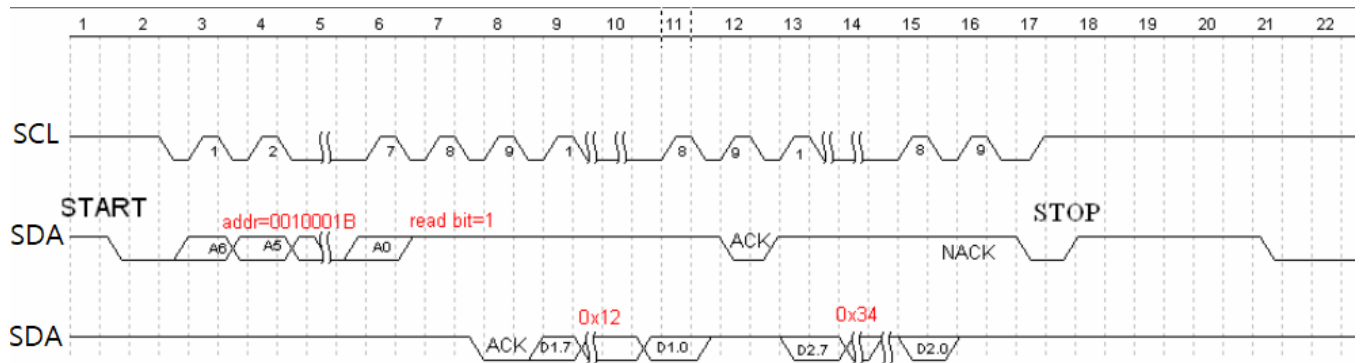 1 2 3 4 5 6 7 8 9 10 11 12 13 14 15 16 17 18 19 20 21 22
SCL 1 2 7 8 9 1 8 9 1 8 9
START STOP
addr=0010001B read bit=1
SDA A6 A5 A0 ACK NACK
0x12 0x34
SDA ACK D1.7 D1.0 D2.7 D2.0